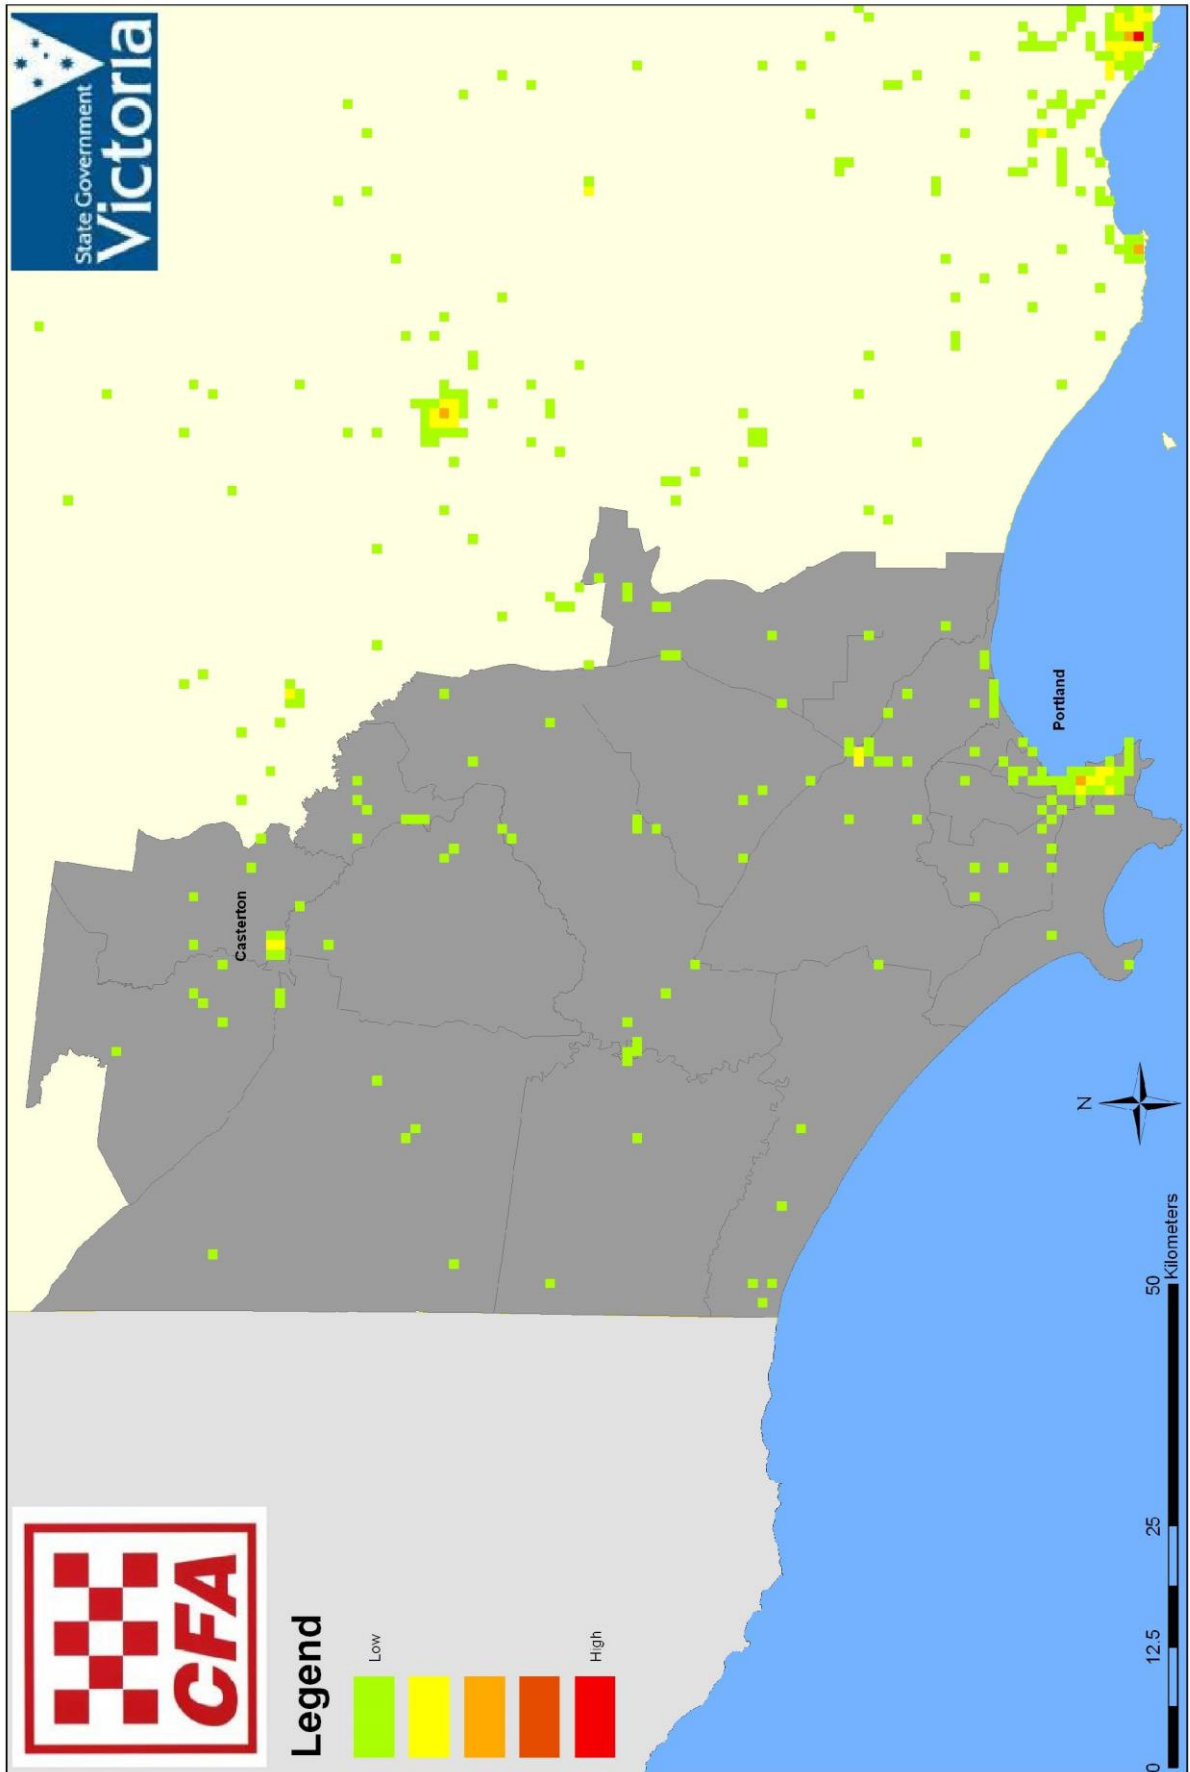 CFA
State Government
Victoria
Legend
Low
High
Casterton
Portland
N
0 12.5 25 50
Kilometers